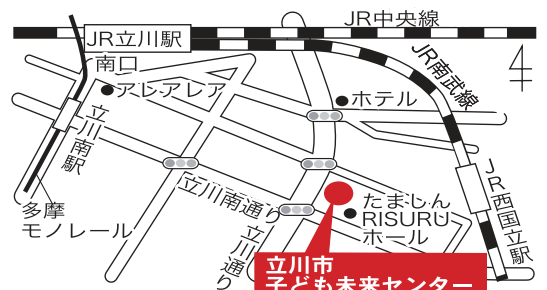 JR中央線
JR立川駅
南口
アレアレア
ホテル
JR南武線
立川南駅
多摩
モノレール
立川南通り
立川通り
たましん
RISURU
ホール
JR西国立駅
立川市
子ども未来センター